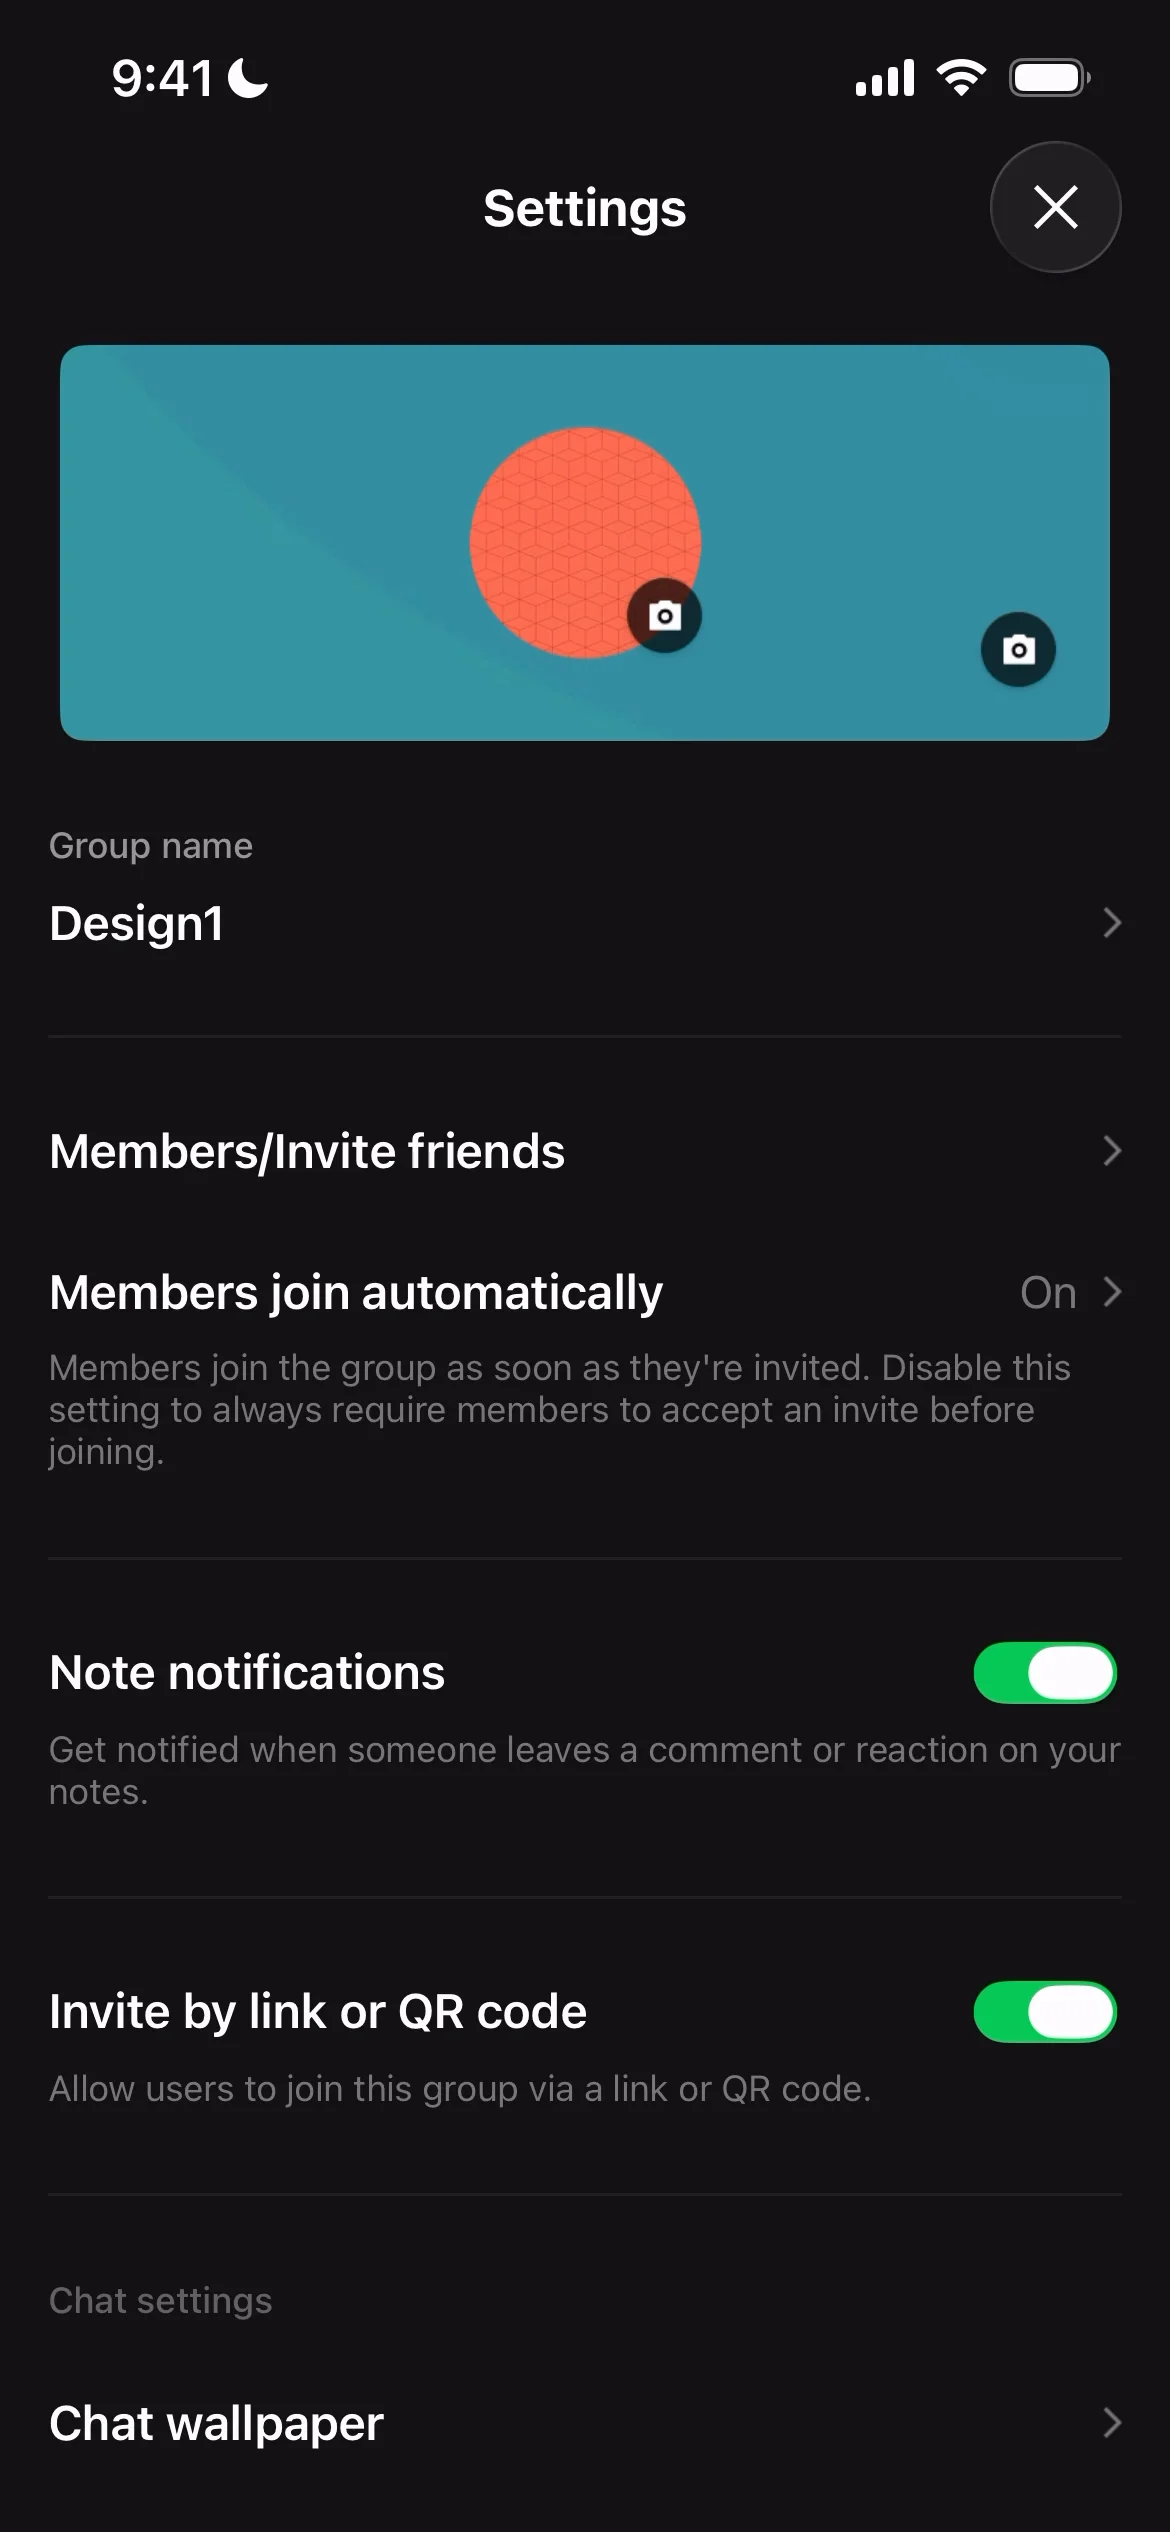 9:41
Settings
Group name
Design1
Members/Invite friends
Members join automatically
On
Members join the group as soon as they're invited. Disable this
setting to always require members to accept an invite before
joining.
Note notifications
Get notified when someone leaves a comment or reaction on your
notes.
Invite by link or QR code
Allow users to join this group via a link or QR code.
Chat settings
Chat wallpaper